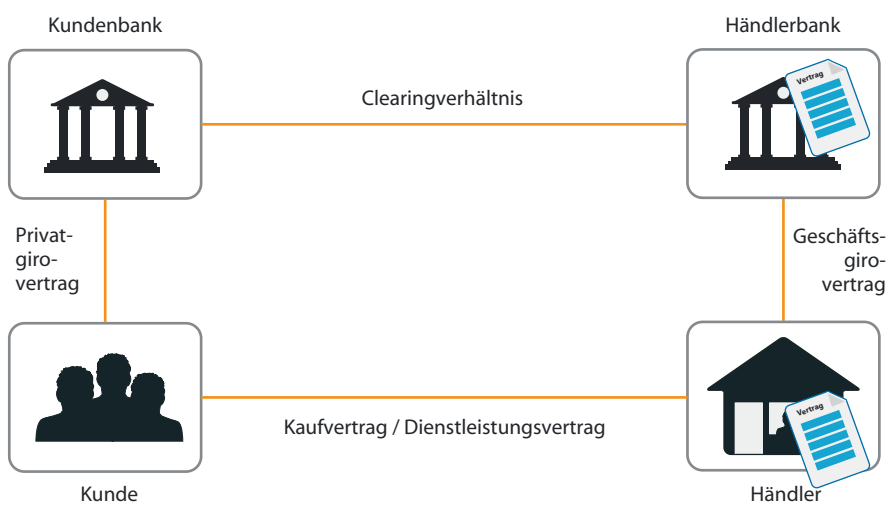 Kundenbank
Händlerbank
Vertrag
Clearingverhältnis
Privat-
giro-
vertrag
Geschäfts-
giro-
vertrag
Vertrag
Kaufvertrag / Dienstleistungsvertrag
Kunde
Händler